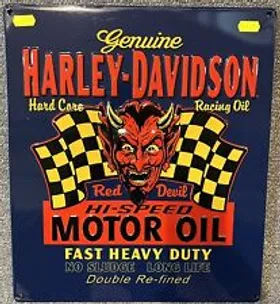 Genuine
HARLEY-DAVIDSON
Hard Core Racing Oil
Red Devil
HI-SPEED
MOTOR OIL
FAST HEAVY DUTY
NO SLUDGE LONG LIFE
Double Re-fined